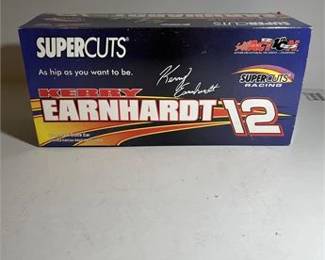 SUPERCUTS®
As hip as you want to be.
Kerry Earnhardt
SUPERCUTS
RACING
KERRY
EARNHARDT 12